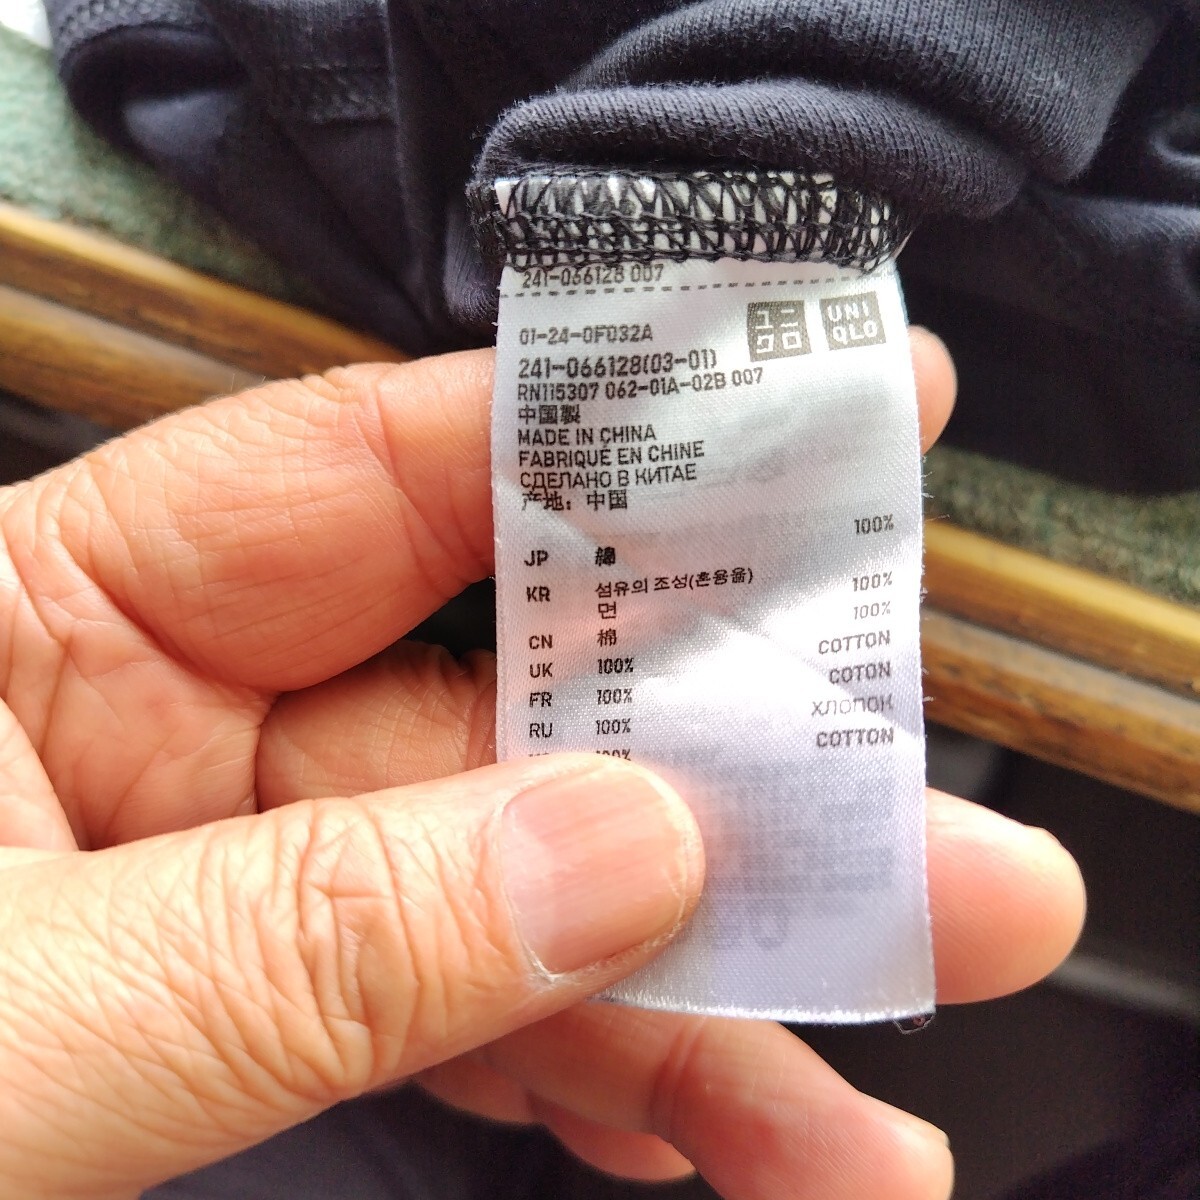 241-066128 007
01-24-0F032A
ユニ
クロ
UNI
QLO
241-066128(03-01)
RN115307 062-01A-02B 007
中国製
MADE IN CHINA
FABRIQUÉ EN CHINE
СДЕЛАНО В КИТАЕ
产地：中国
JP 綿 100%
KR 섬유의 조성(혼용율)
면 100%
CN 棉 100%
UK 100% COTTON
FR 100% COTON
RU 100% ХЛОПОК
100% COTTON